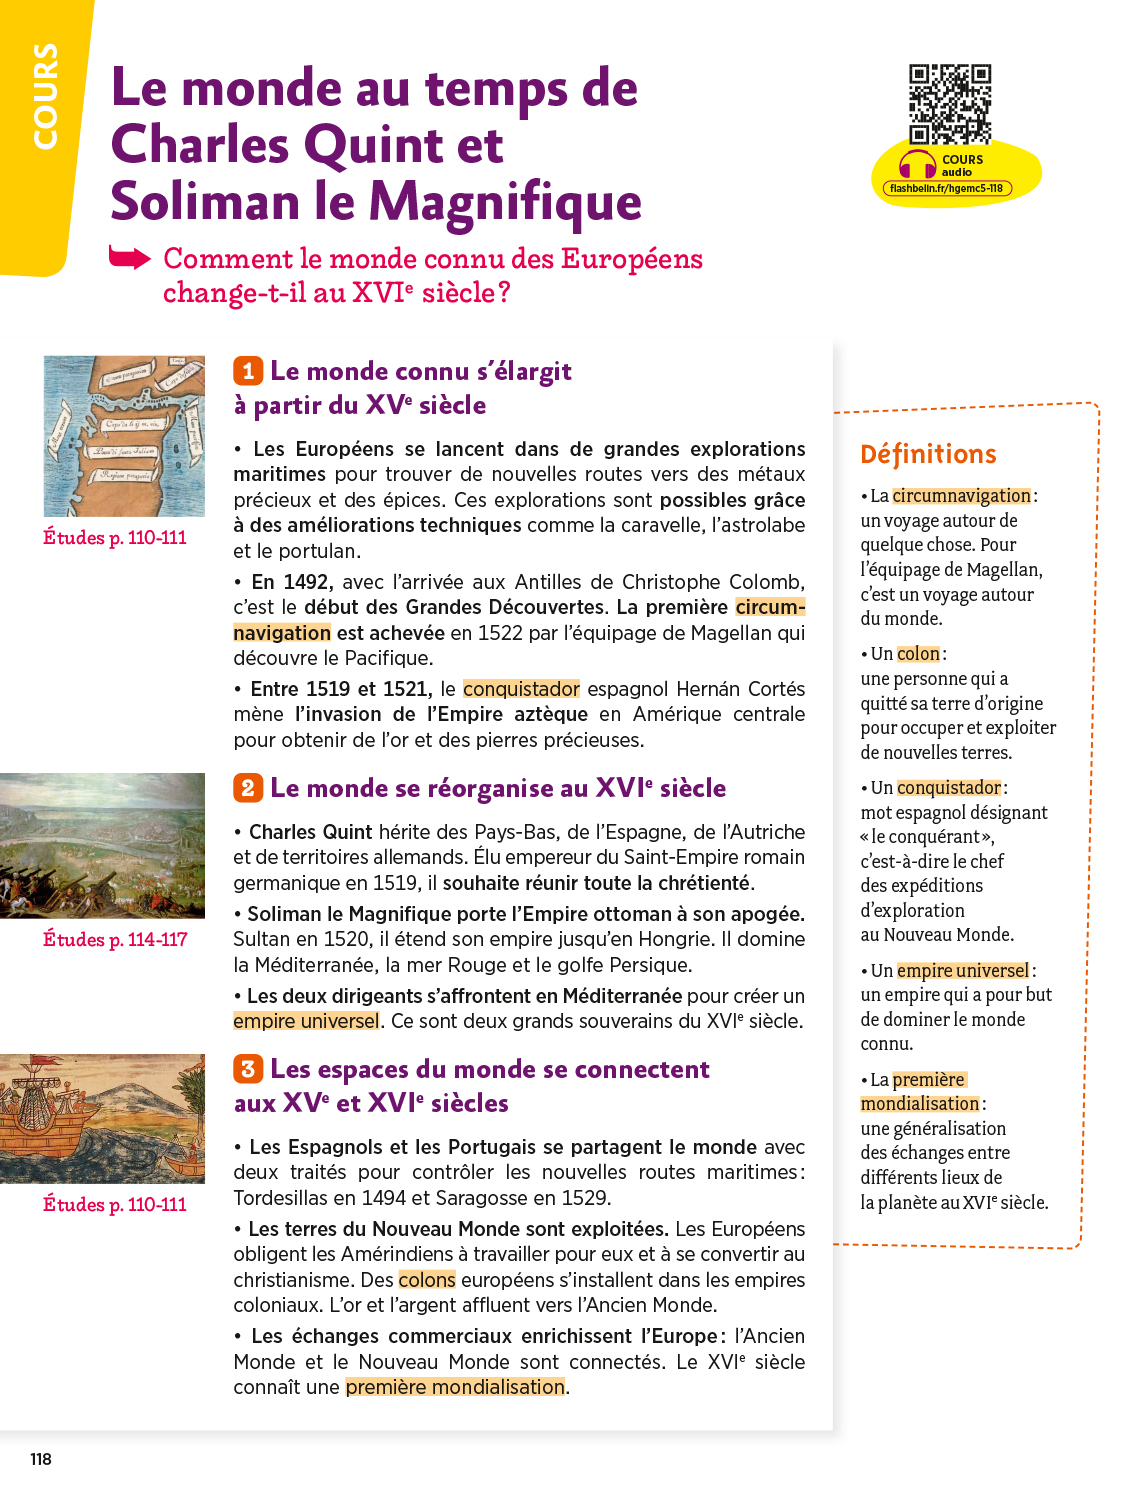 COURS
Le monde au temps de
Charles Quint et
Soliman le Magnifique
Comment le monde connu des Européens
change-t-il au XVIe siècle ?
COURS
audio
flashbelin.fr/hgemc5-118
Études p. 110-111
1 Le monde connu s’élargit
à partir du XVe siècle
• Les Européens se lancent dans de grandes explorations
maritimes pour trouver de nouvelles routes vers des métaux
précieux et des épices. Ces explorations sont possibles grâce
à des améliorations techniques comme la caravelle, l’astrolabe
et le portulan.
• En 1492, avec l’arrivée aux Antilles de Christophe Colomb,
c’est le début des Grandes Découvertes. La première circum-
navigation est achevée en 1522 par l’équipage de Magellan qui
découvre le Pacifique.
• Entre 1519 et 1521, le conquistador espagnol Hernán Cortés
mène l’invasion de l’Empire aztèque en Amérique centrale
pour obtenir de l’or et des pierres précieuses.
Études p. 114-117
2 Le monde se réorganise au XVIe siècle
• Charles Quint hérite des Pays-Bas, de l’Espagne, de l’Autriche
et de territoires allemands. Élu empereur du Saint-Empire romain
germanique en 1519, il souhaite réunir toute la chrétienté.
• Soliman le Magnifique porte l’Empire ottoman à son apogée.
Sultan en 1520, il étend son empire jusqu’en Hongrie. Il domine
la Méditerranée, la mer Rouge et le golfe Persique.
• Les deux dirigeants s’affrontent en Méditerranée pour créer un
empire universel. Ce sont deux grands souverains du XVIe siècle.
Études p. 110-111
3 Les espaces du monde se connectent
aux XVe et XVIe siècles
• Les Espagnols et les Portugais se partagent le monde avec
deux traités pour contrôler les nouvelles routes maritimes :
Tordesillas en 1494 et Saragosse en 1529.
• Les terres du Nouveau Monde sont exploitées. Les Européens
obligent les Amérindiens à travailler pour eux et à se convertir au
christianisme. Des colons européens s’installent dans les empires
coloniaux. L’or et l’argent affluent vers l’Ancien Monde.
• Les échanges commerciaux enrichissent l’Europe : l’Ancien
Monde et le Nouveau Monde sont connectés. Le XVIe siècle
connaît une première mondialisation.
Définitions
• La circumnavigation :
un voyage autour de
quelque chose. Pour
l’équipage de Magellan,
c’est un voyage autour
du monde.
• Un colon :
une personne qui a
quitté sa terre d’origine
pour occuper et exploiter
de nouvelles terres.
• Un conquistador :
mot espagnol désignant
« le conquérant »,
c’est-à-dire le chef
des expéditions
d’exploration
au Nouveau Monde.
• Un empire universel :
un empire qui a pour but
de dominer le monde
connu.
• La première
mondialisation :
une généralisation
des échanges entre
différents lieux de
la planète au XVIe siècle.
118